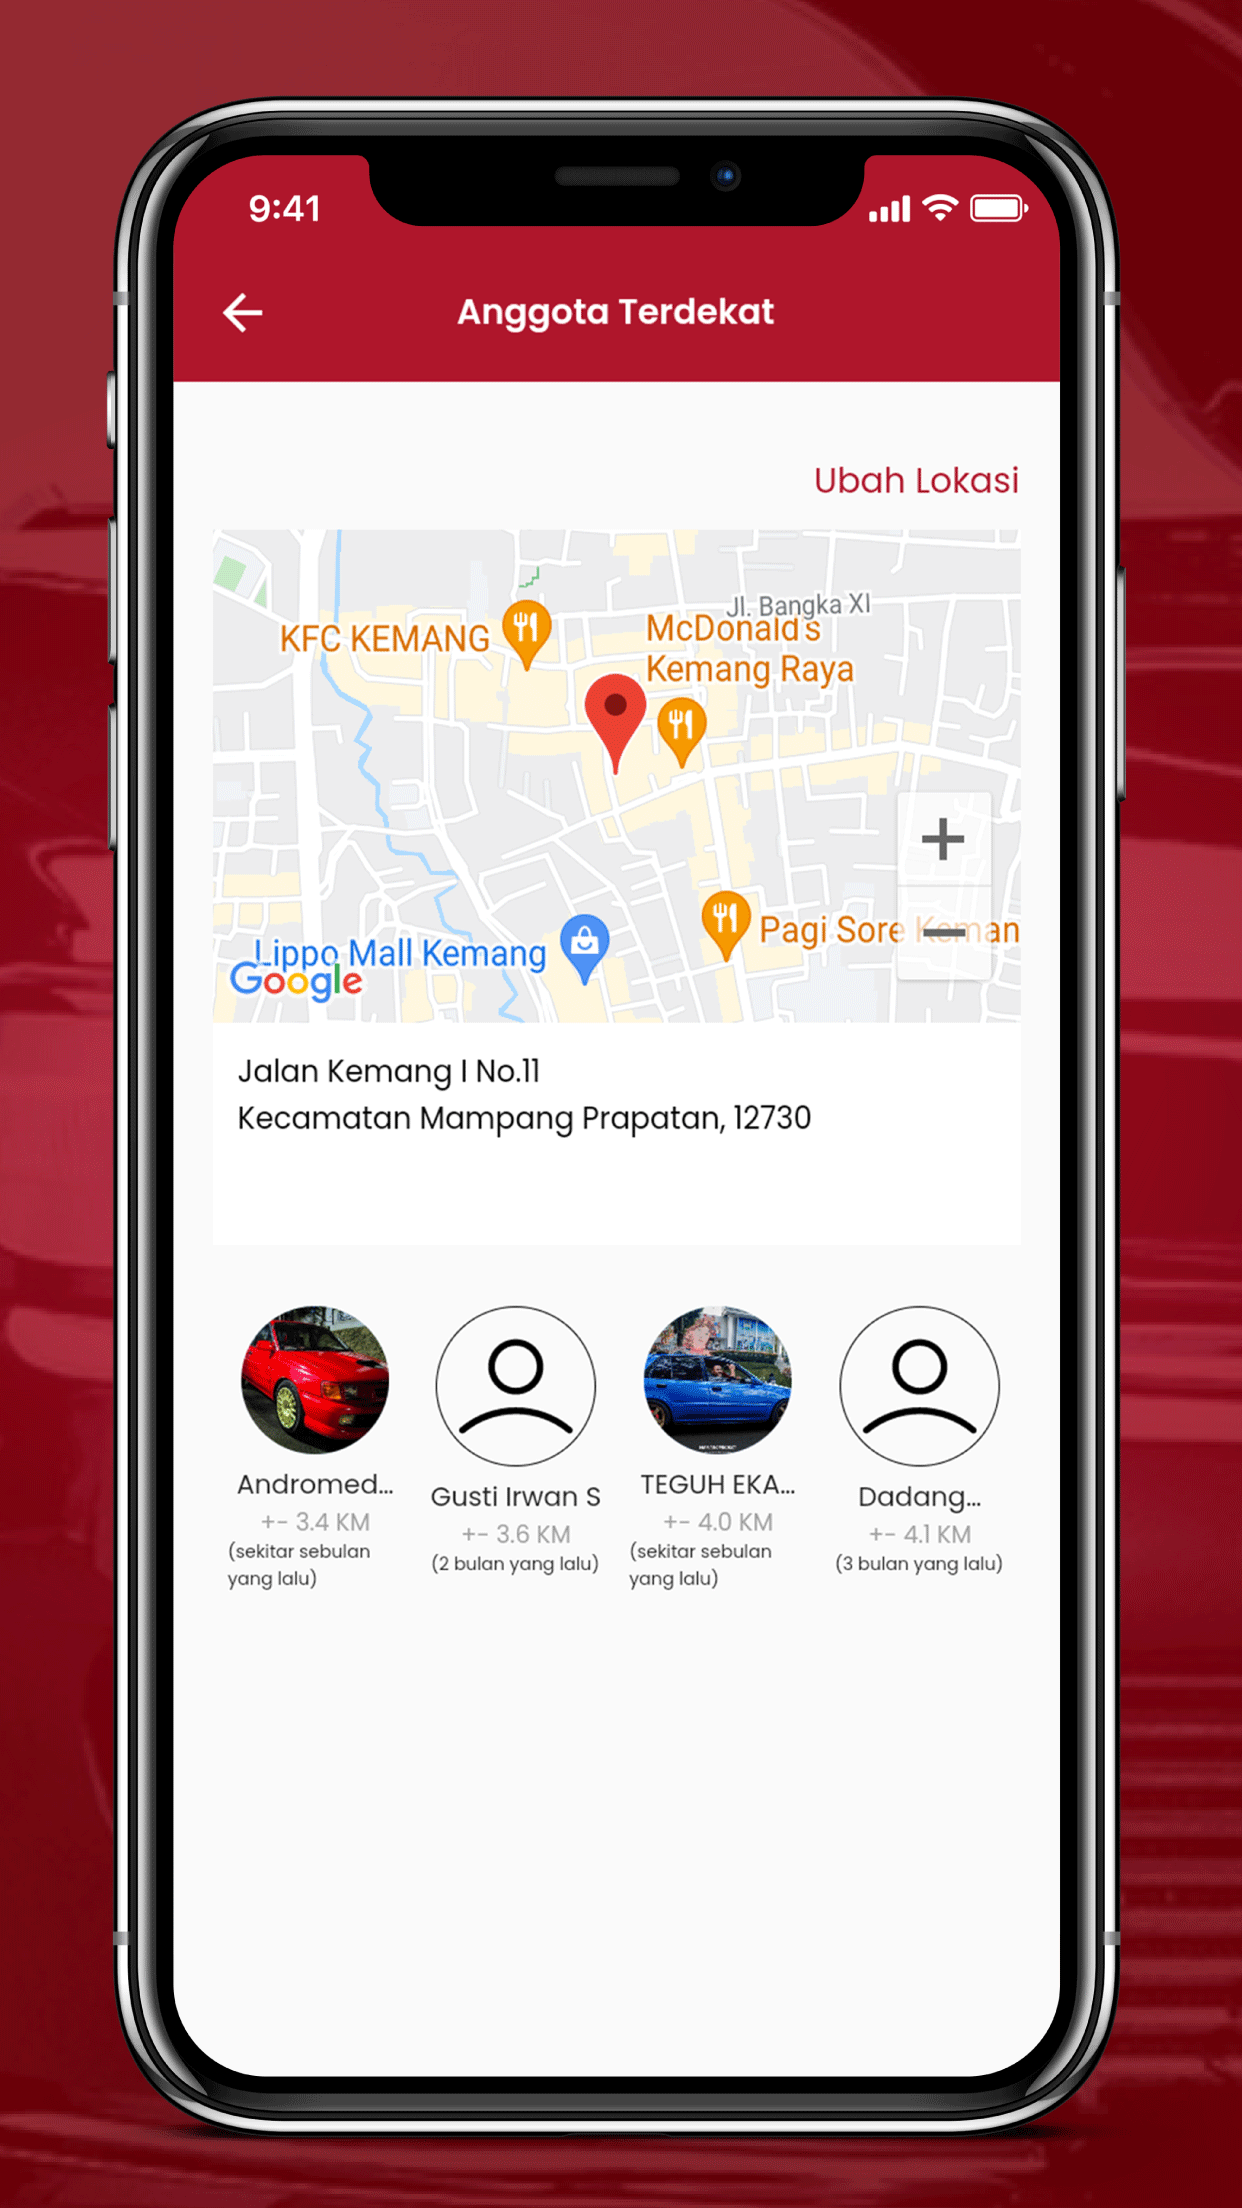 9:41
Anggota Terdekat
Ubah Lokasi
Jl. Bangka XI
KFC KEMANG
McDonald's
Kemang Raya
Pagi Sore Keman
Lippo Mall Kemang
Google
Jalan Kemang I No.11
Kecamatan Mampang Prapatan, 12730
Andromed...
+- 3.4 KM
(sekitar sebulan
yang lalu)
Gusti Irwan S
+- 3.6 KM
(2 bulan yang lalu)
TEGUH EKA...
+- 4.0 KM
(sekitar sebulan
yang lalu)
Dadang...
+- 4.1 KM
(3 bulan yang lalu)